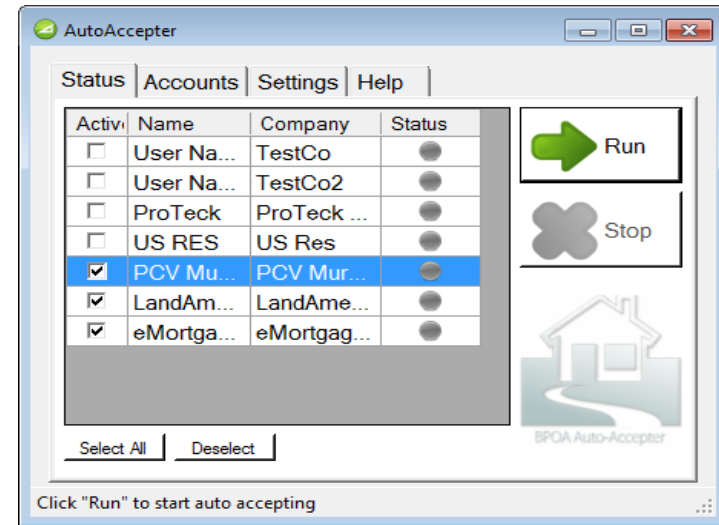 AutoAccepter
Status Accounts Settings Help
Activ Name Company Status
User Na... TestCo
User Na... TestCo2
ProTeck ProTeck ...
US RES US Res
PCV Mu... PCV Mur...
LandAm... LandAme...
eMortga... eMortgag...
Run
Stop
BPOA Auto-Accepter
Select All Deselect
Click "Run" to start auto accepting